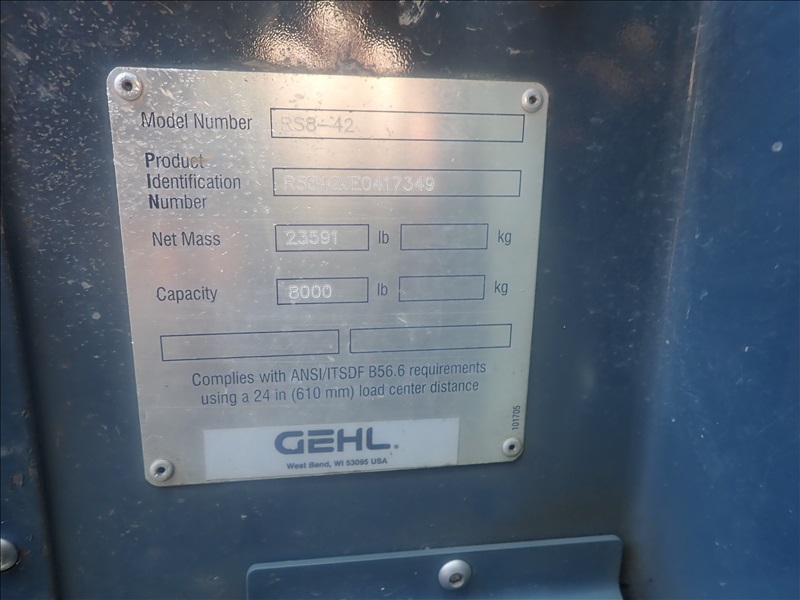 Model Number RS8-42
Product
Identification
Number
Net Mass 23591 lb kg
Capacity 8000 lb kg
Complies with ANSI/ITSDF B56.6 requirements
using a 24 in (610 mm) load center distance
101705
GEHL.
West Bend, WI 53095 USA